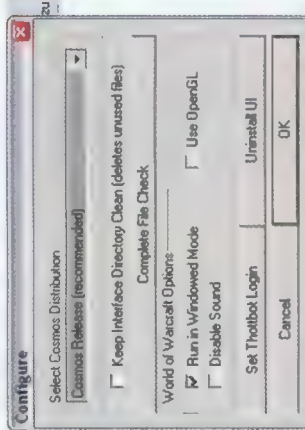 Configure
Select Cosmos Distribution
Cosmos Release (recommended)
Keep Interface Directory Clean (deletes unused files)
Complete File Check
World of Warcraft Options
Run in Windowed Mode
Use OpenGL
Disable Sound
Set Thottbot Login
Uninstall UI
Cancel
OK
zu